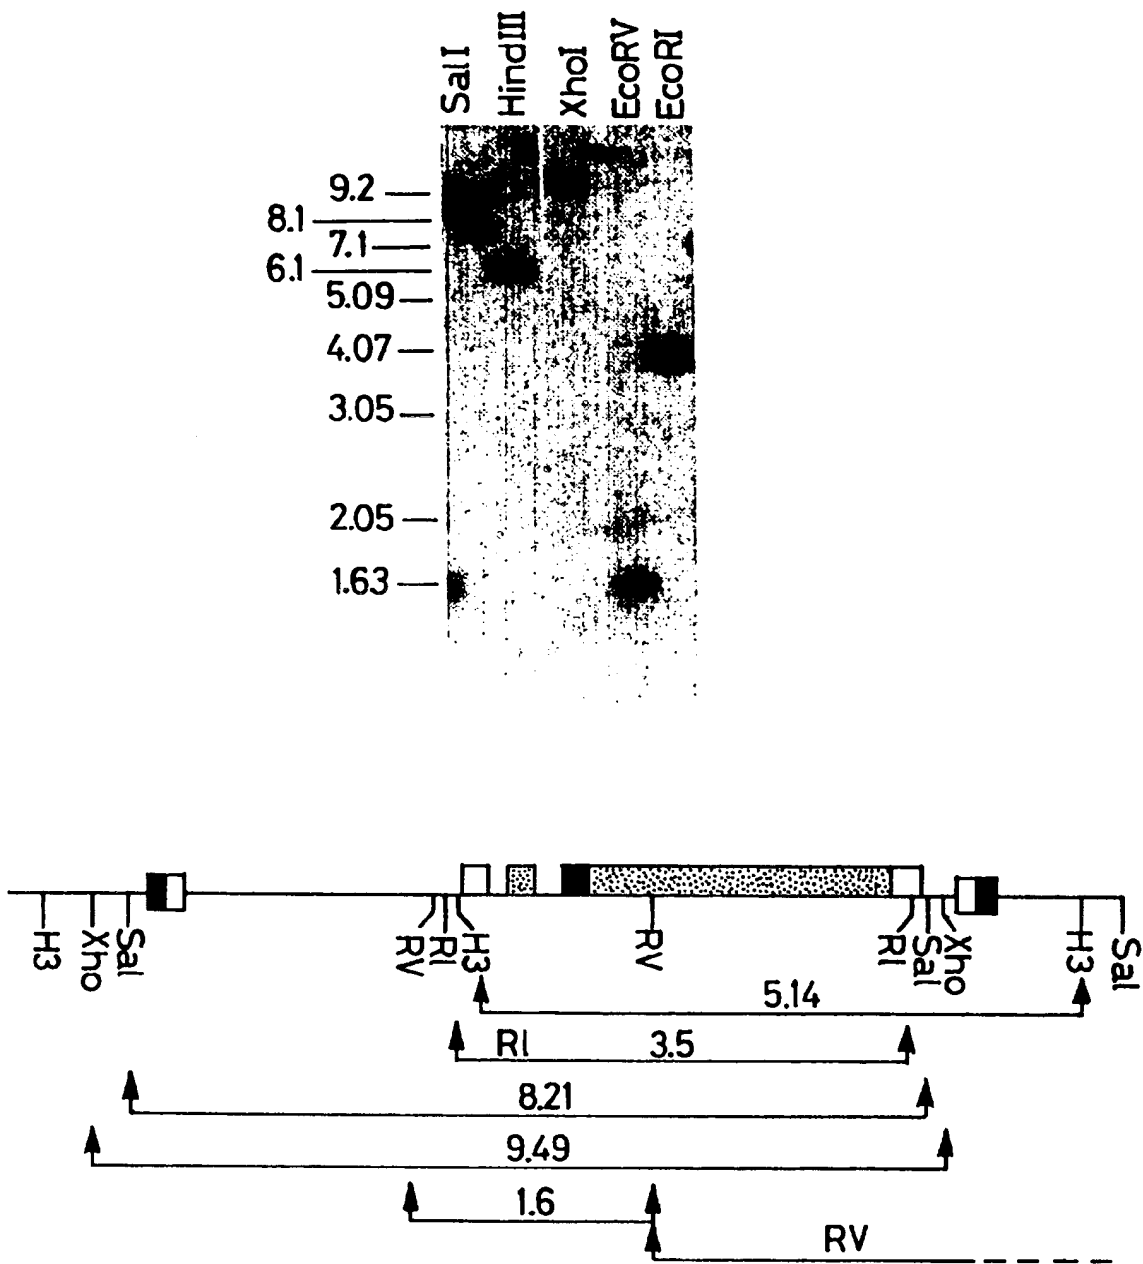 SalI
HindIII
XhoI
EcoRV
EcoRI
9.2
8.1
7.1
6.1
5.09
4.07
3.05
2.05
1.63
H3
Xho
Sal
RV
RI
H3
RV
RI
Sal
Xho
H3
Sal
5.14
RI 3.5
8.21
9.49
1.6
RV